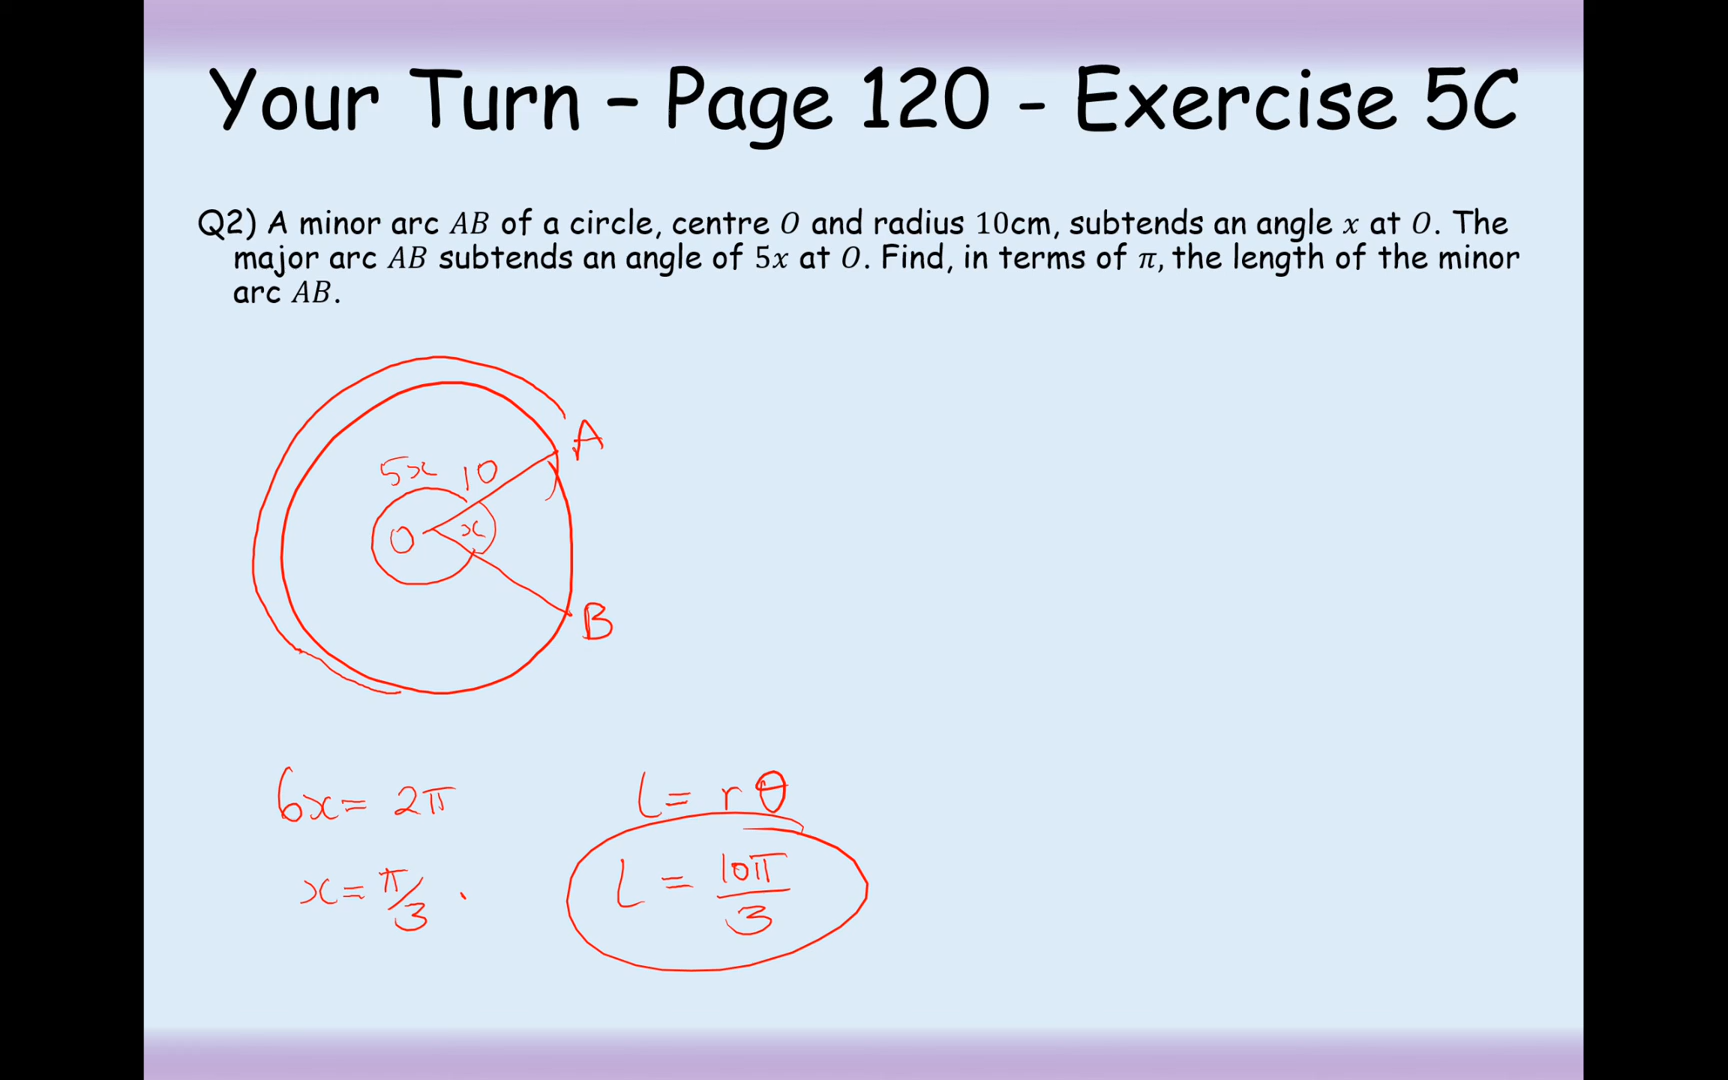 Your Turn – Page 120 - Exercise 5C
Q2) A minor arc AB of a circle, centre O and radius 10cm, subtends an angle x at O. The
major arc AB subtends an angle of 5x at O. Find, in terms of π, the length of the minor
arc AB.
A
5x 10
O x
B
6x = 2π
l = rθ
x = π/3
l = 10π/3